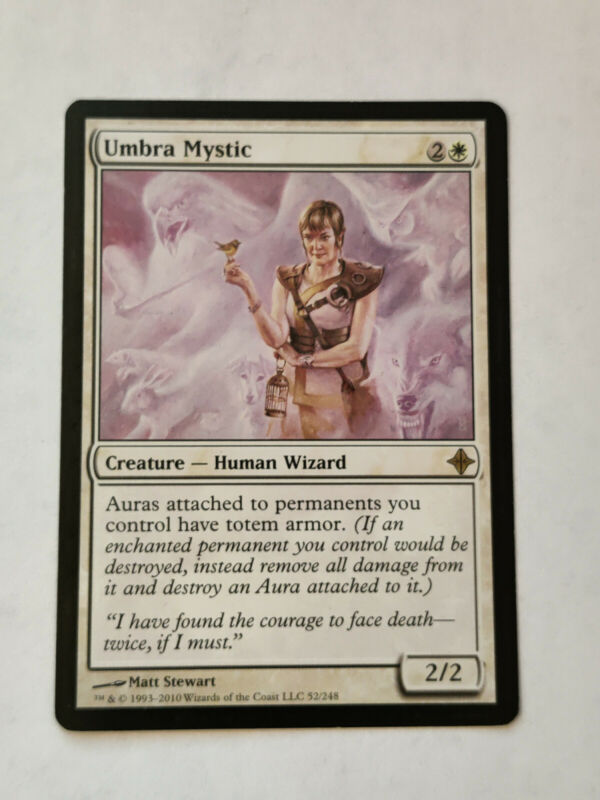 Umbra Mystic 2
Creature — Human Wizard
Auras attached to permanents you
control have totem armor. (If an
enchanted permanent you control would be
destroyed, instead remove all damage from
it and destroy an Aura attached to it.)
“I have found the courage to face death—
twice, if I must.”
2/2
Matt Stewart
™ & © 1993–2010 Wizards of the Coast LLC 52/248